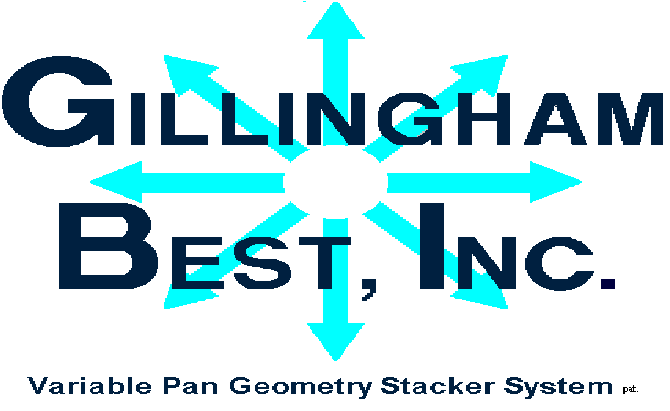 GILLINGHAM
BEST, INC.
Variable Pan Geometry Stacker System pat.